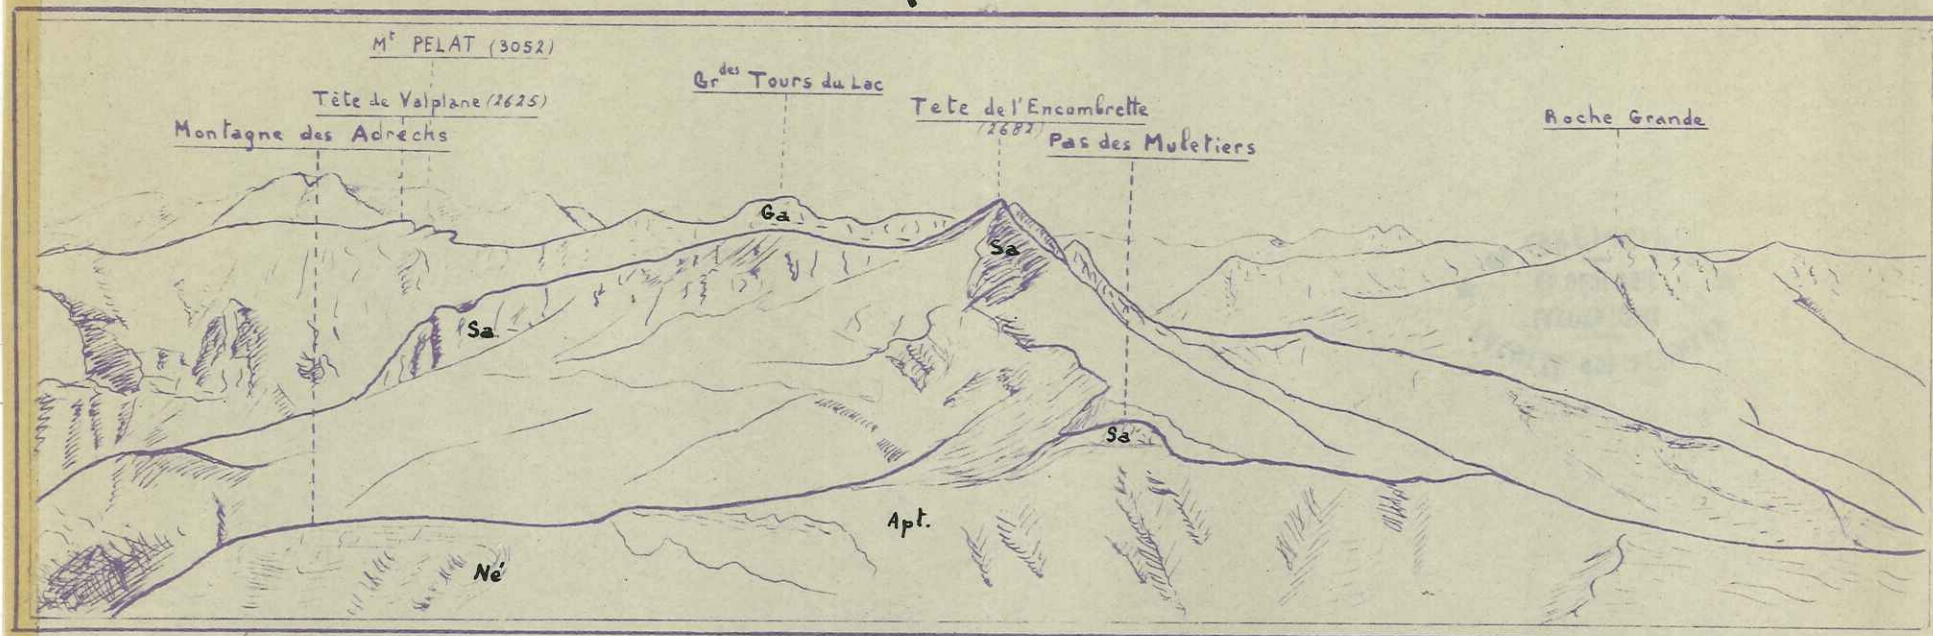 Mt PELAT (3052)
Tète de Valplane (2625)
Montagne des Adrechs
Grdes Tours du Lac
Tete de l'Encombrette
(2682)
Pas des Muletiers
Roche Grande
Ga
Sa
Sa
Sa
Apt.
Né